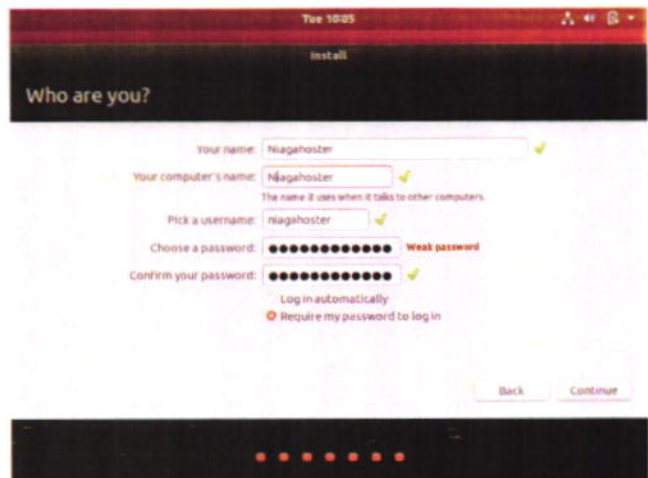 Tue 10:05
Install
Who are you?
Your name: Niagahoster
Your computer's name: Niagahoster
The name it uses when it talks to other computers.
Pick a username: niagahoster
Choose a password: ●●●●●●●●●●●● Weak password
Confirm your password: ●●●●●●●●●●●●
Log in automatically
Require my password to log in
Back Continue